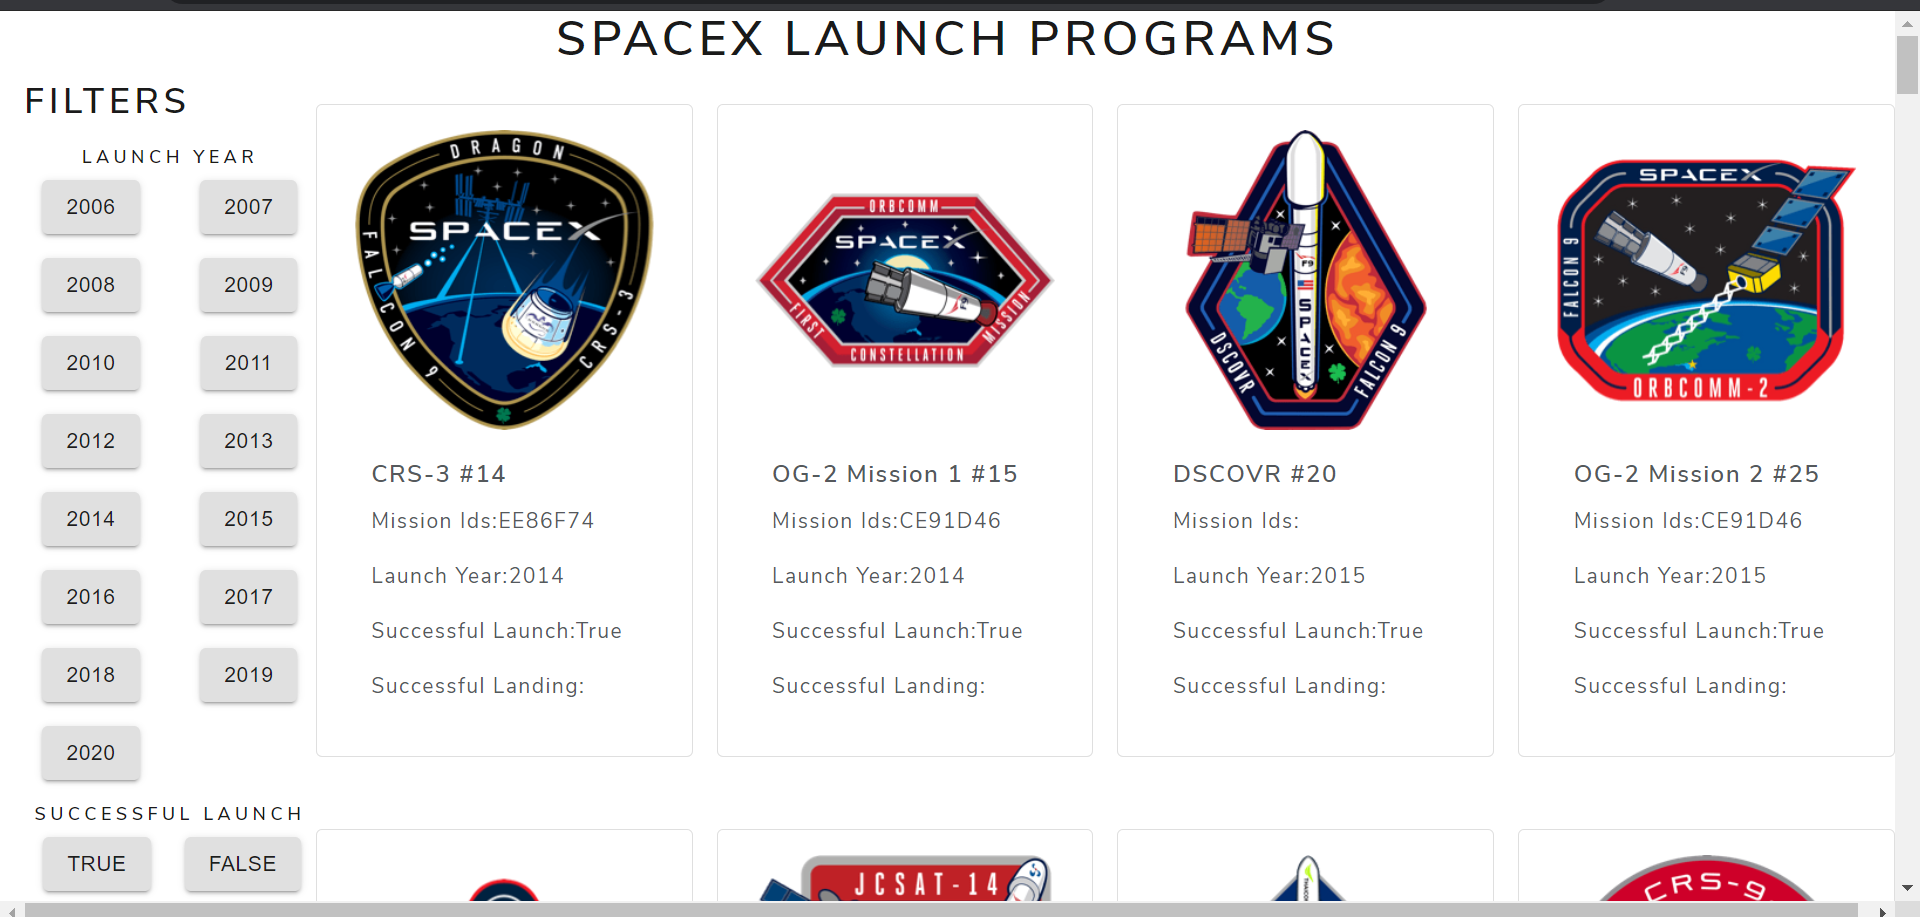 SPACEX LAUNCH PROGRAMS
FILTERS
LAUNCH YEAR
2006 2007
2008 2009
2010 2011
2012 2013
2014 2015
2016 2017
2018 2019
2020
SUCCESSFUL LAUNCH
TRUE FALSE
DRAGON
SPACEX
FALCON 9
CRS-3
CRS-3 #14
Mission Ids:EE86F74
Launch Year:2014
Successful Launch:True
Successful Landing:
ORBCOMM
SPACEX
F9
FIRST
CONSTELLATION
MISSION
OG-2 Mission 1 #15
Mission Ids:CE91D46
Launch Year:2014
Successful Launch:True
Successful Landing:
F9
SPACEX
DSCOVR
FALCON 9
DSCOVR #20
Mission Ids:
Launch Year:2015
Successful Launch:True
Successful Landing:
SPACEX
FALCON 9
F9
ORBCOMM-2
OG-2 Mission 2 #25
Mission Ids:CE91D46
Launch Year:2015
Successful Launch:True
Successful Landing:
JCSAT-14
CRS-9